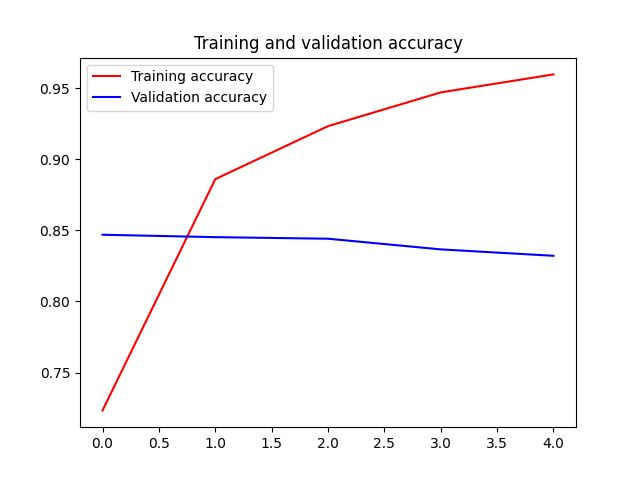 Training and validation accuracy
Training accuracy
Validation accuracy
0.95
0.90
0.85
0.80
0.75
0.0 0.5 1.0 1.5 2.0 2.5 3.0 3.5 4.0